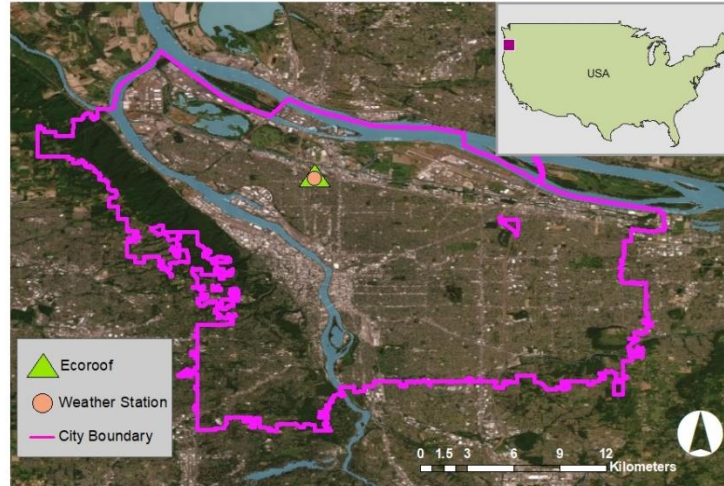 USA
Ecoroof
Weather Station
City Boundary
0 1.5 3 6 9 12
Kilometers